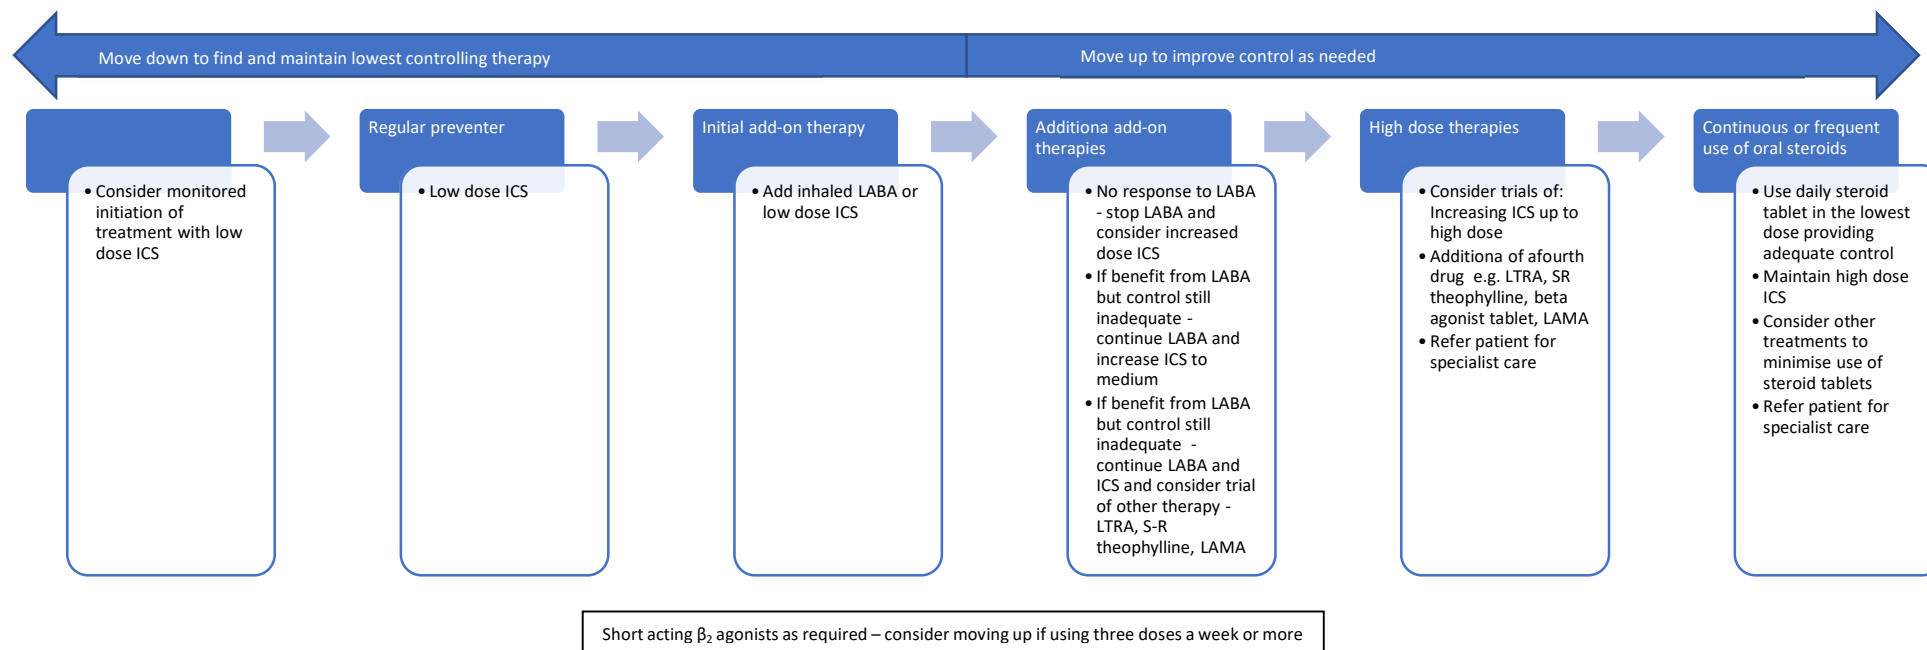 Move down to find and maintain lowest controlling therapy
Move up to improve control as needed
• Consider monitored
initiation of
treatment with low
dose ICS
Regular preventer
• Low dose ICS
Initial add-on therapy
• Add inhaled LABA or
low dose ICS
Additiona add-on
therapies
• No response to LABA
- stop LABA and
consider increased
dose ICS
• If benefit from LABA
but control still
inadequate -
continue LABA and
increase ICS to
medium
• If benefit from LABA
but control still
inadequate -
continue LABA and
ICS and consider trial
of other therapy -
LTRA, S-R
theophylline, LAMA
High dose therapies
• Consider trials of:
Increasing ICS up to
high dose
• Additiona of afourth
drug e.g. LTRA, SR
theophylline, beta
agonist tablet, LAMA
• Refer patient for
specialist care
Continuous or frequent
use of oral steroids
• Use daily steroid
tablet in the lowest
dose providing
adequate control
• Maintain high dose
ICS
• Consider other
treatments to
minimise use of
steroid tablets
• Refer patient for
specialist care
Short acting β₂ agonists as required – consider moving up if using three doses a week or more